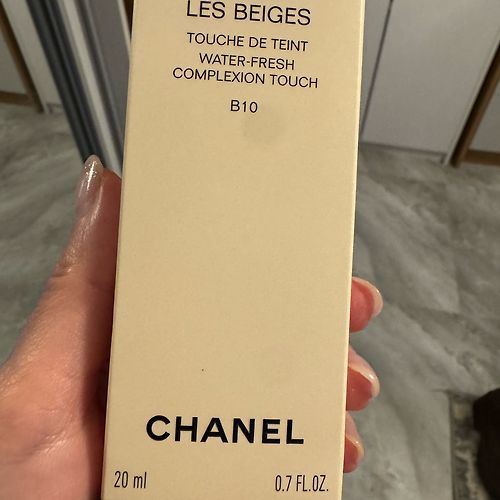 LES BEIGES
TOUCHE DE TEINT
WATER-FRESH
COMPLEXION TOUCH
B10
CHANEL
20 ml 0.7 FL.OZ.